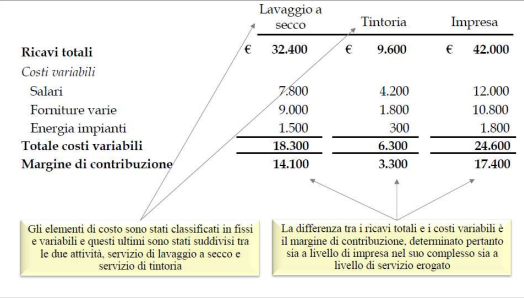 Lavaggio a secco Tintoria Impresa
Ricavi totali € 32.400 € 9.600 € 42.000
Costi variabili
Salari 7.800 4.200 12.000
Forniture varie 9.000 1.800 10.800
Energia impianti 1.500 300 1.800
Totale costi variabili 18.300 6.300 24.600
Margine di contribuzione 14.100 3.300 17.400
Gli elementi di costo sono stati classificati in fissi
e variabili e questi ultimi sono stati suddivisi tra
le due attività, servizio di lavaggio a secco e
servizio di tintoria
La differenza tra i ricavi totali e i costi variabili è
il margine di contribuzione, determinato pertanto
sia a livello di impresa nel suo complesso sia a
livello di servizio erogato